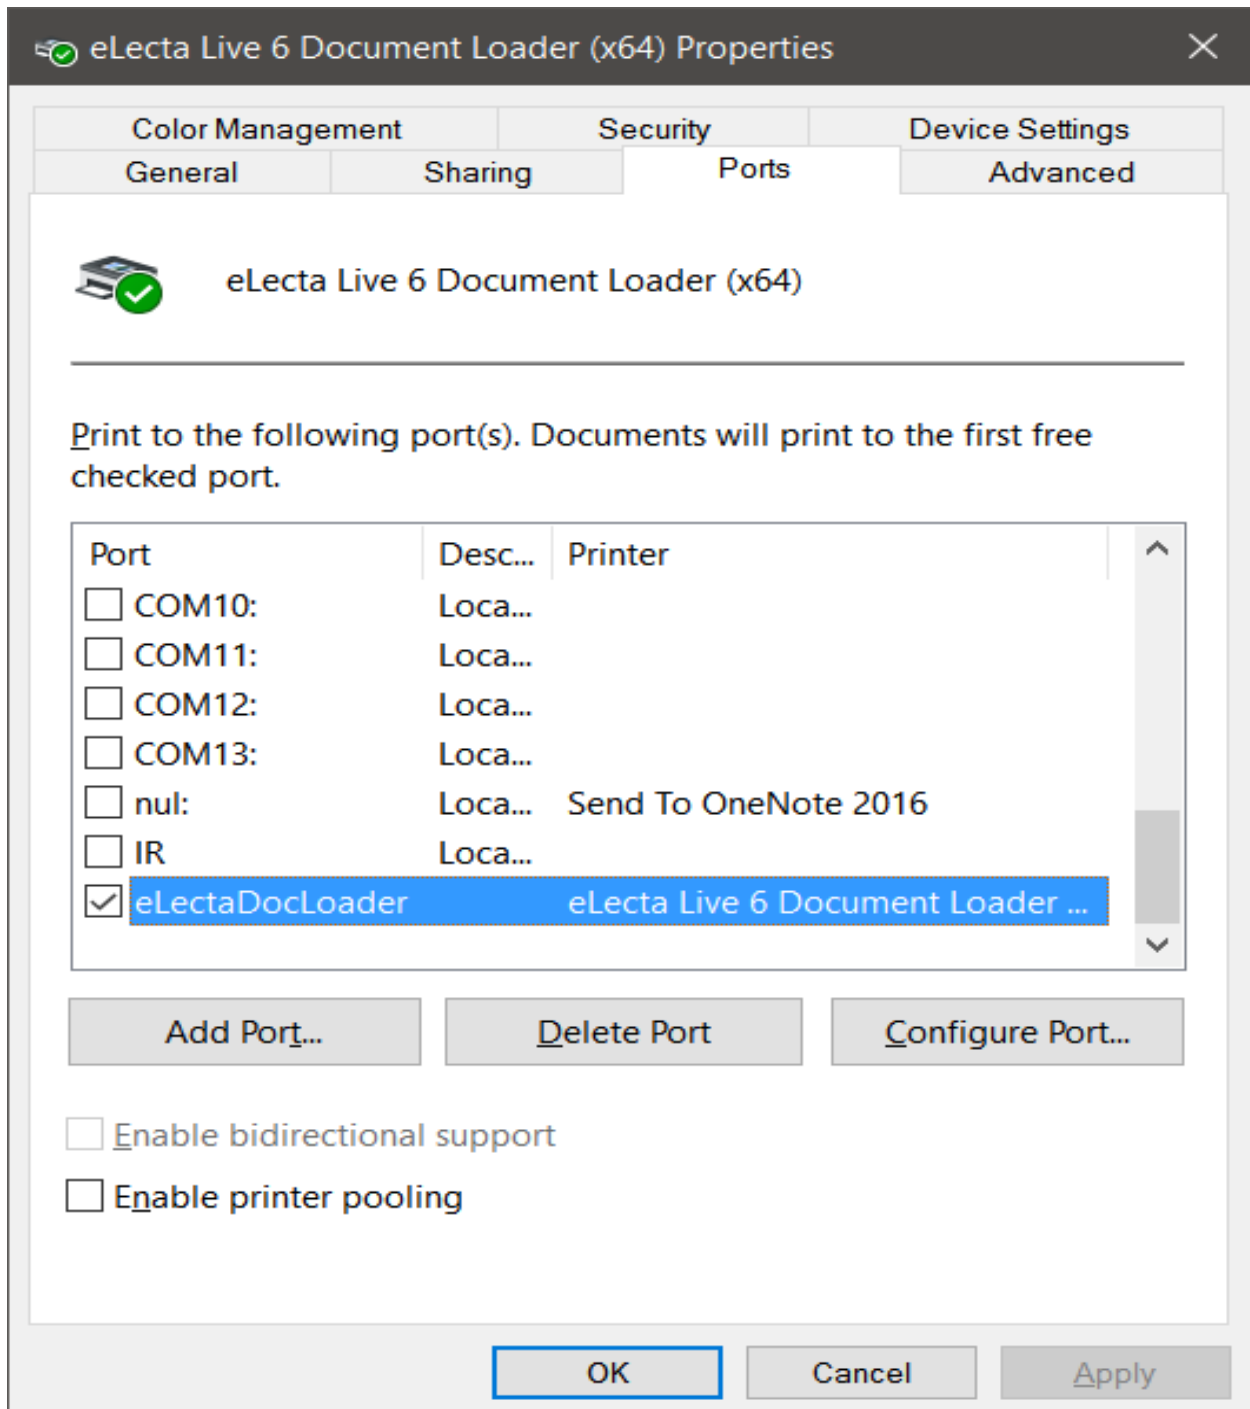 eLecta Live 6 Document Loader (x64) Properties
Color Management Security Device Settings
General Sharing Ports Advanced
eLecta Live 6 Document Loader (x64)
Print to the following port(s). Documents will print to the first free
checked port.
Port Desc... Printer
COM10: Loca...
COM11: Loca...
COM12: Loca...
COM13: Loca...
nul: Loca... Send To OneNote 2016
IR Loca...
eLectaDocLoader eLecta Live 6 Document Loader ...
Add Port... Delete Port Configure Port...
Enable bidirectional support
Enable printer pooling
OK Cancel Apply